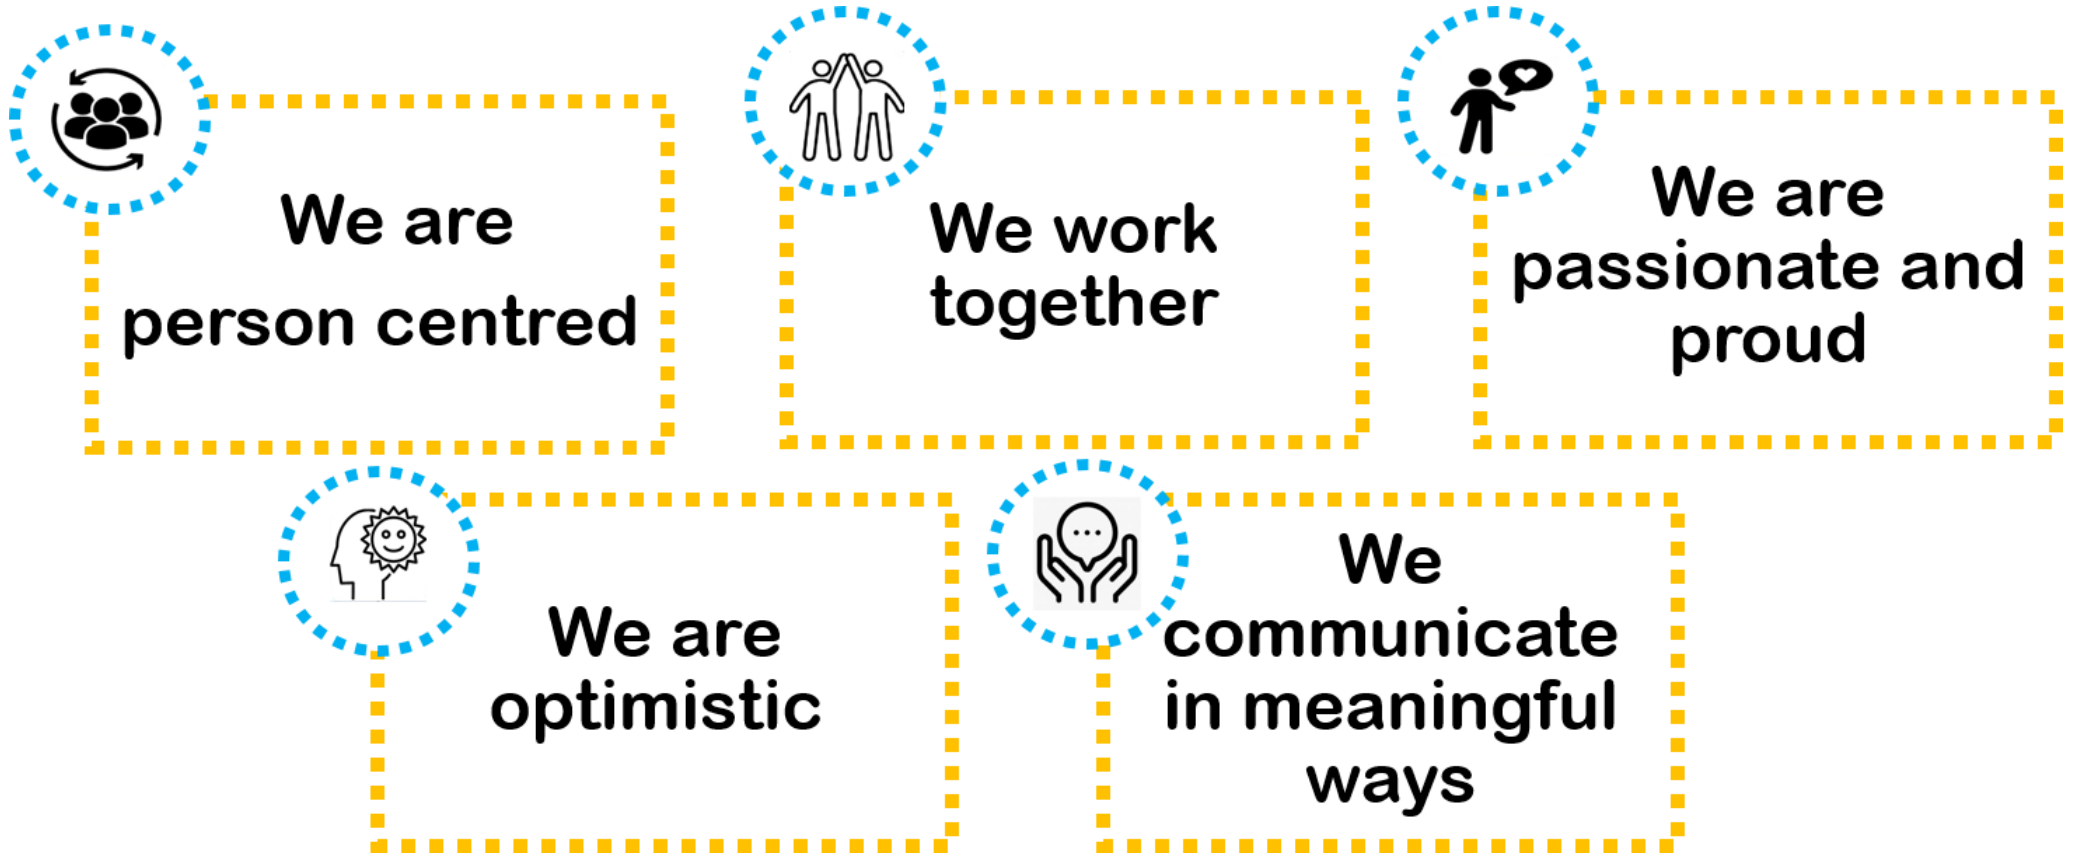 We are
person centred
We work
together
We are
passionate and
proud
We are
optimistic
We
communicate
in meaningful
ways